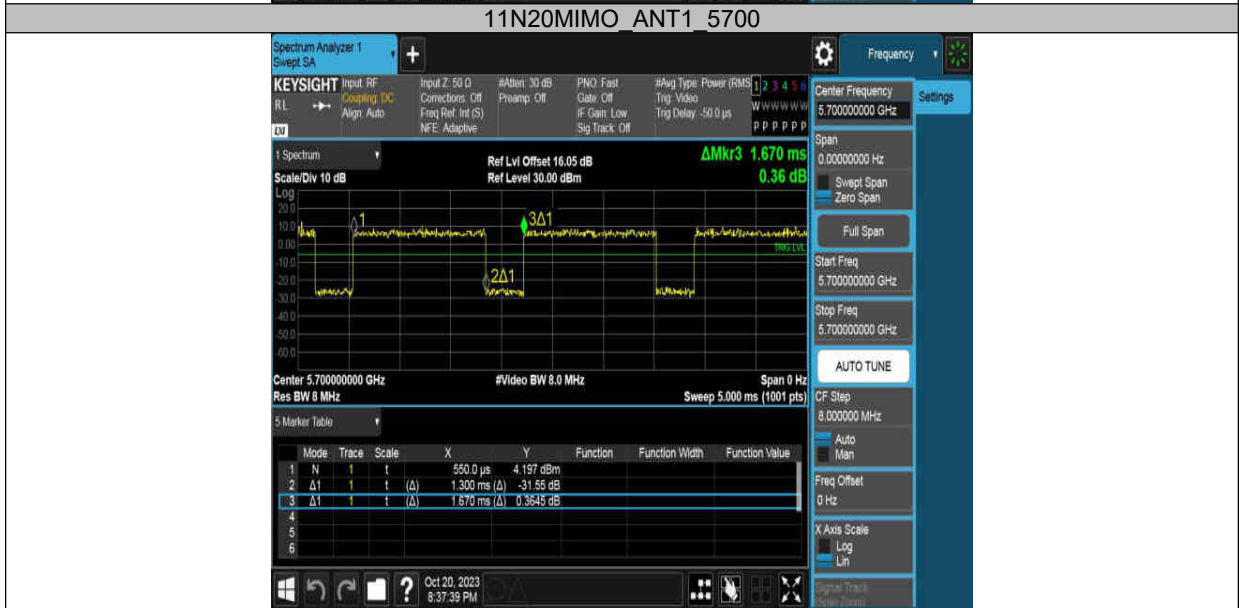 11N20MIMO_ANT1_5700
Spectrum Analyzer 1
Swept SA
+
Frequency
KEYSIGHT
RL
LXI
Input: RF
Coupling: DC
Align: Auto
Input Z: 50 Ω
Corrections: Off
Freq Ref: Int (S)
NFE: Adaptive
#Atten: 30 dB
Preamp: Off
PNO: Fast
Gate: Off
IF Gain: Low
Sig Track: Off
#Avg Type: Power (RMS
Trig: Video
Trig Delay: -50.0 µs
1 2 3 4 5 6
W W W W W W
P P P P P P
Center Frequency
5.700000000 GHz
Settings
1 Spectrum
Scale/Div 10 dB
Ref Lvl Offset 16.05 dB
Ref Level 30.00 dBm
ΔMkr3 1.670 ms
0.36 dB
Span
0.00000000 Hz
Swept Span
Zero Span
Full Span
Start Freq
5.700000000 GHz
Stop Freq
5.700000000 GHz
AUTO TUNE
Log
20.0
10.0
0.00
-10.0
-20.0
-30.0
-40.0
-50.0
-60.0
1
3Δ1
2Δ1
TRIG LVL
Center 5.700000000 GHz
Res BW 8 MHz
#Video BW 8.0 MHz
Span 0 Hz
Sweep 5.000 ms (1001 pts)
CF Step
8.000000 MHz
Auto
Man
Freq Offset
0 Hz
X Axis Scale
Log
Lin
Signal Track
(Span Zoom)
5 Marker Table
Mode Trace Scale X Y Function Function Width Function Value
1 N 1 t 550.0 µs 4.197 dBm
2 Δ1 1 t (Δ) 1.300 ms (Δ) -31.55 dB
3 Δ1 1 t (Δ) 1.670 ms (Δ) 0.3645 dB
4
5
6
?
Oct 20, 2023
8:37:39 PM